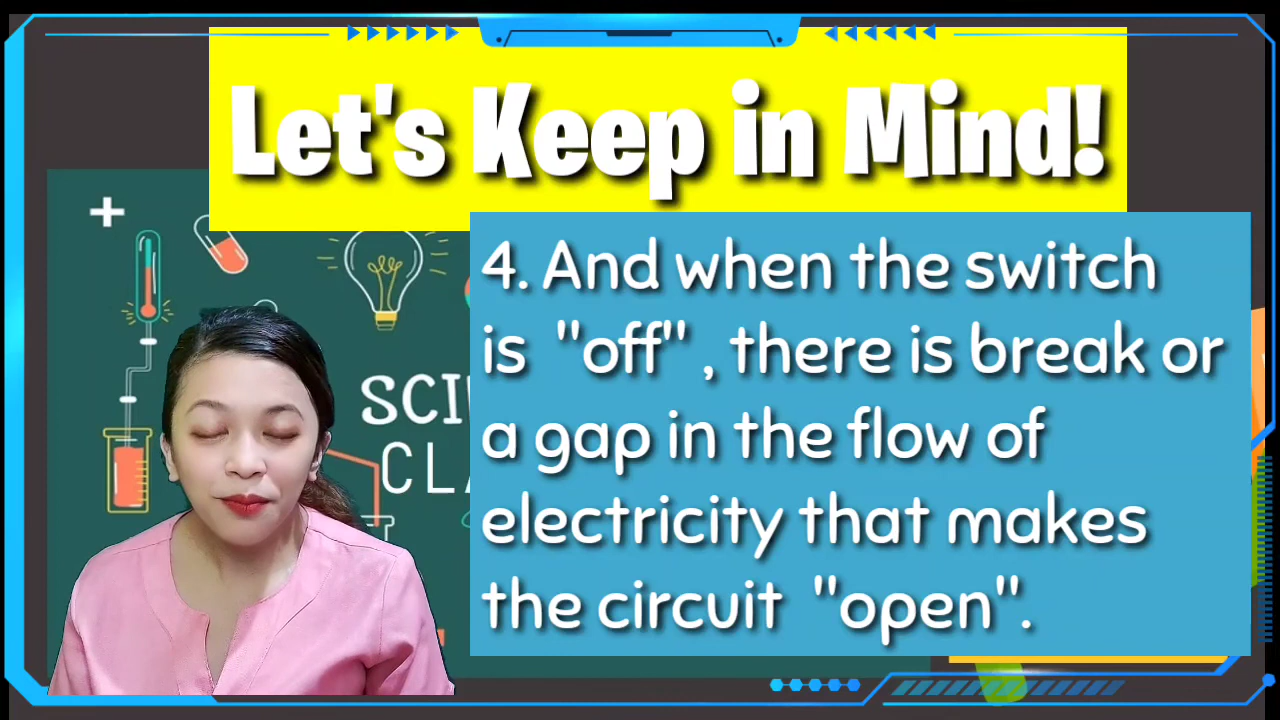 Let's Keep in Mind!
4. And when the switch
is "off" , there is break or
a gap in the flow of
electricity that makes
the circuit "open".